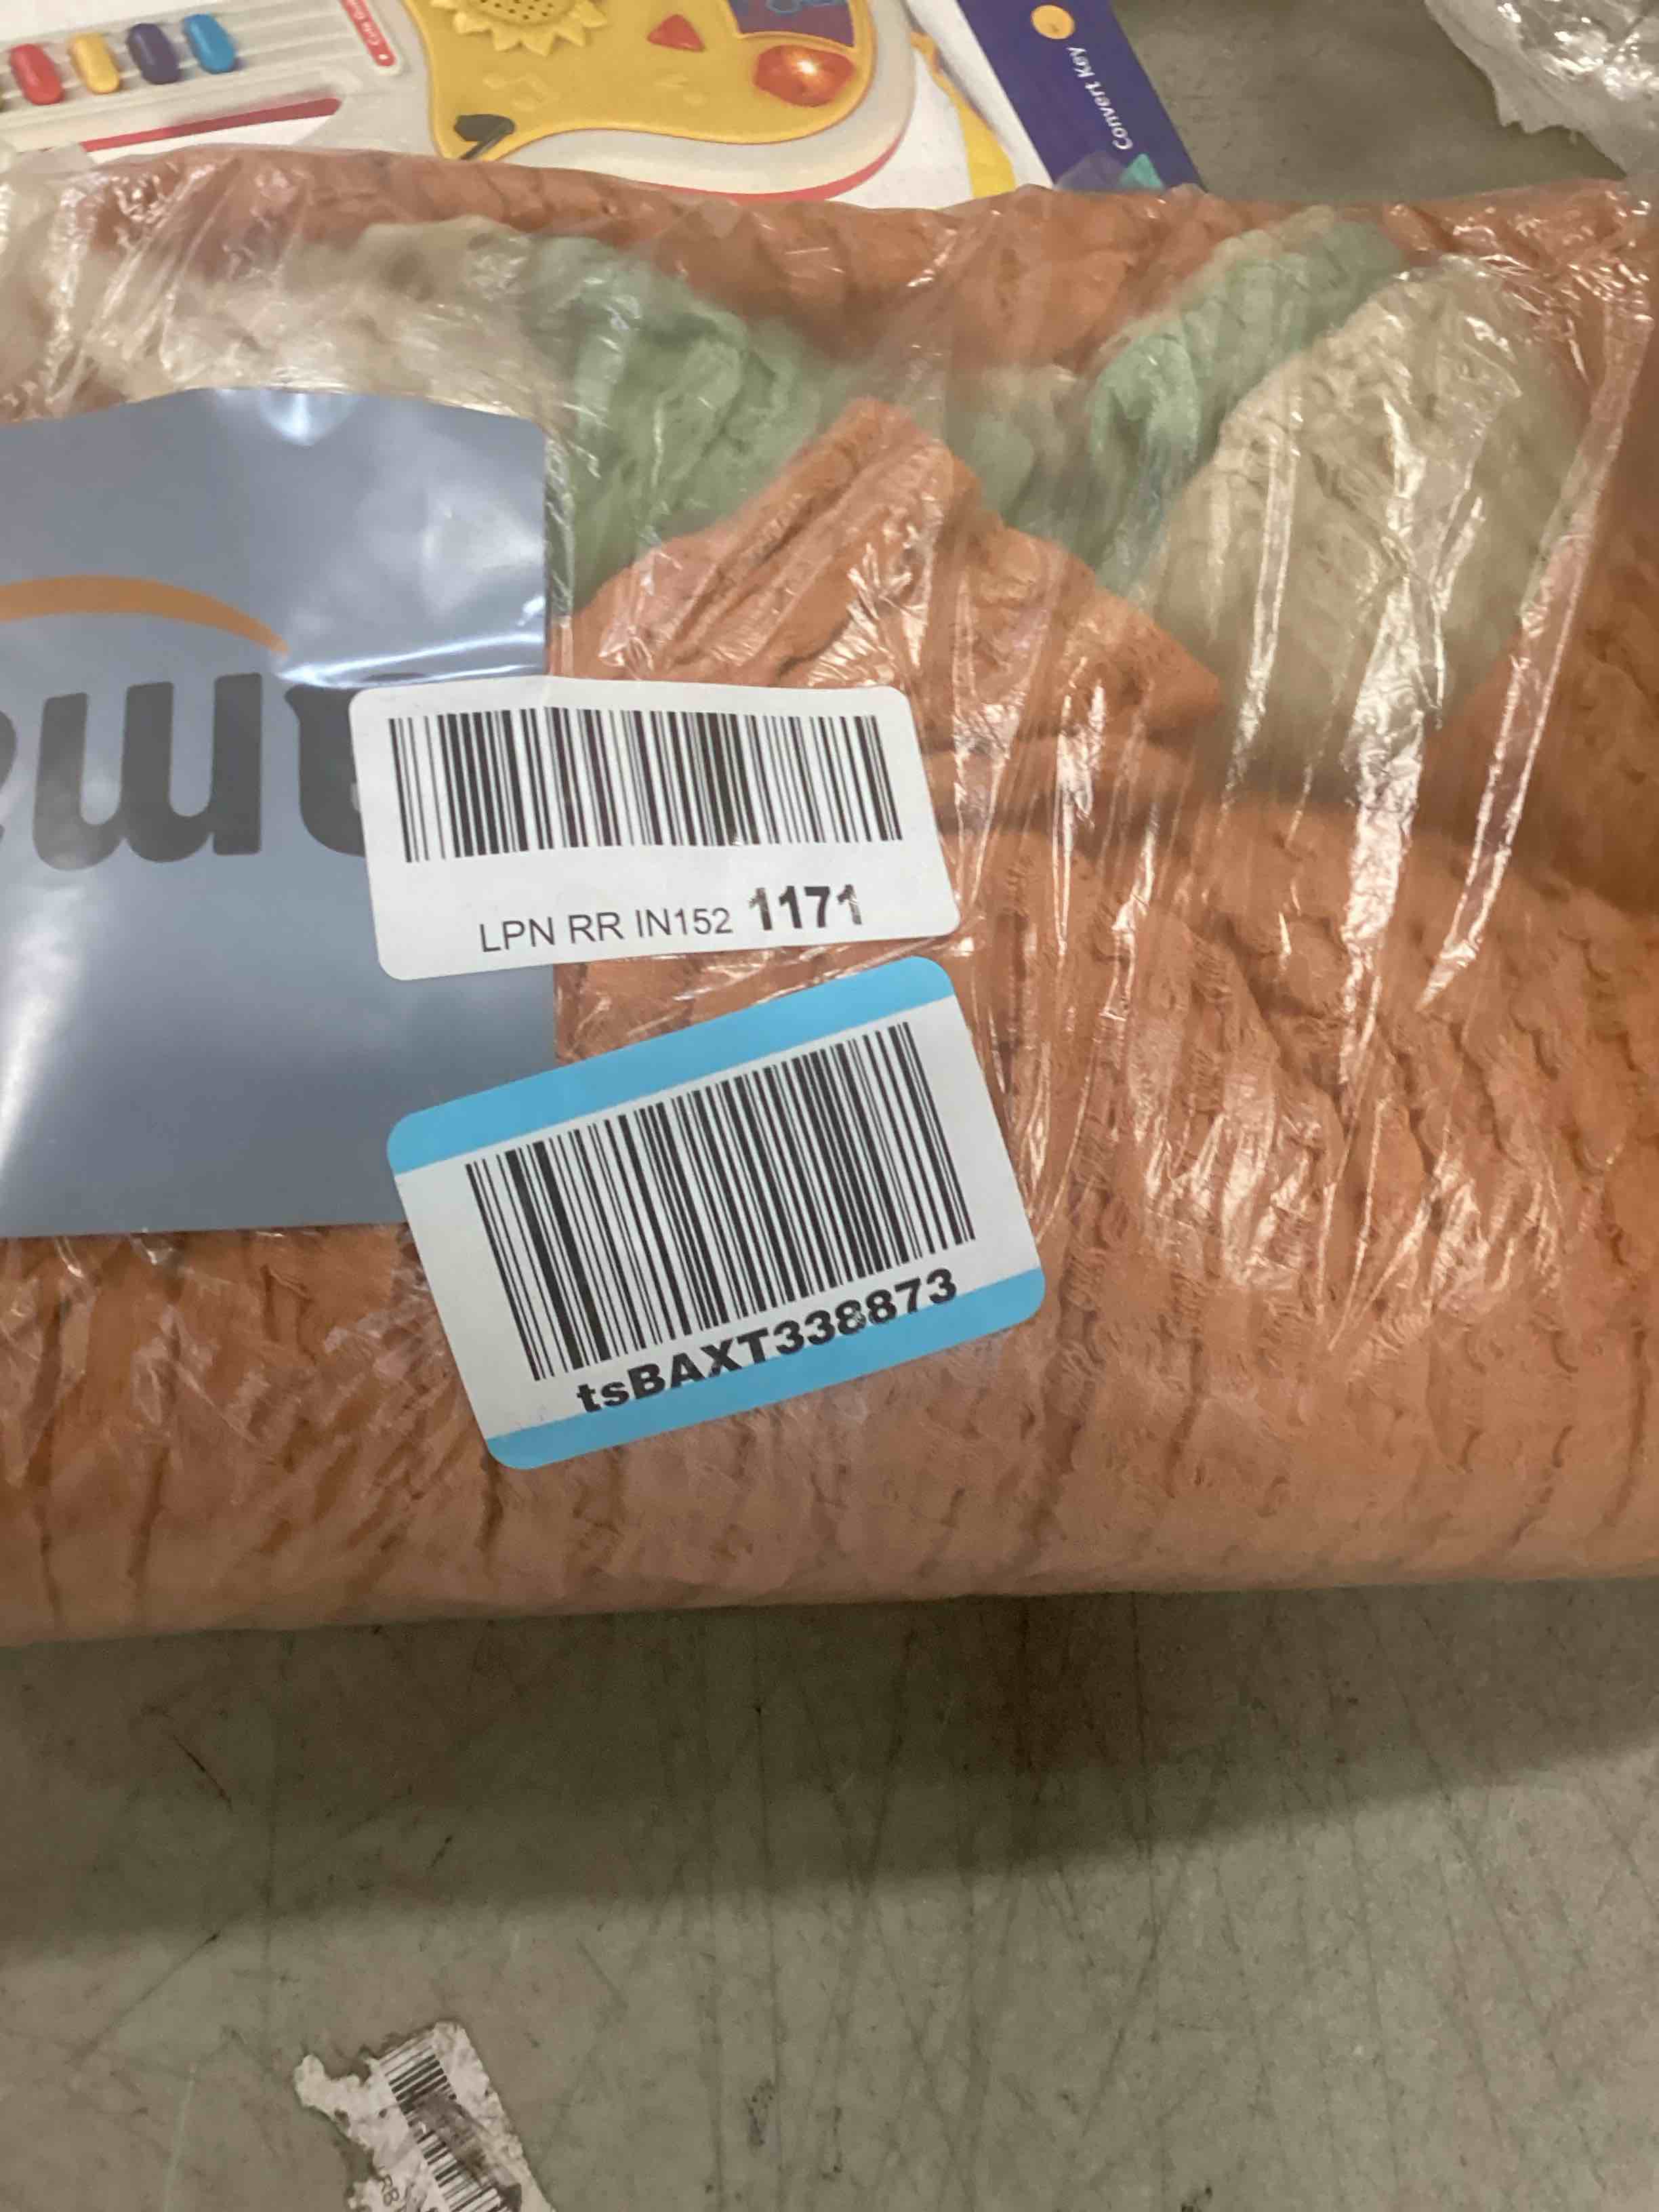 Convert Key
LPN RR IN152 1171
tsBAXT338873